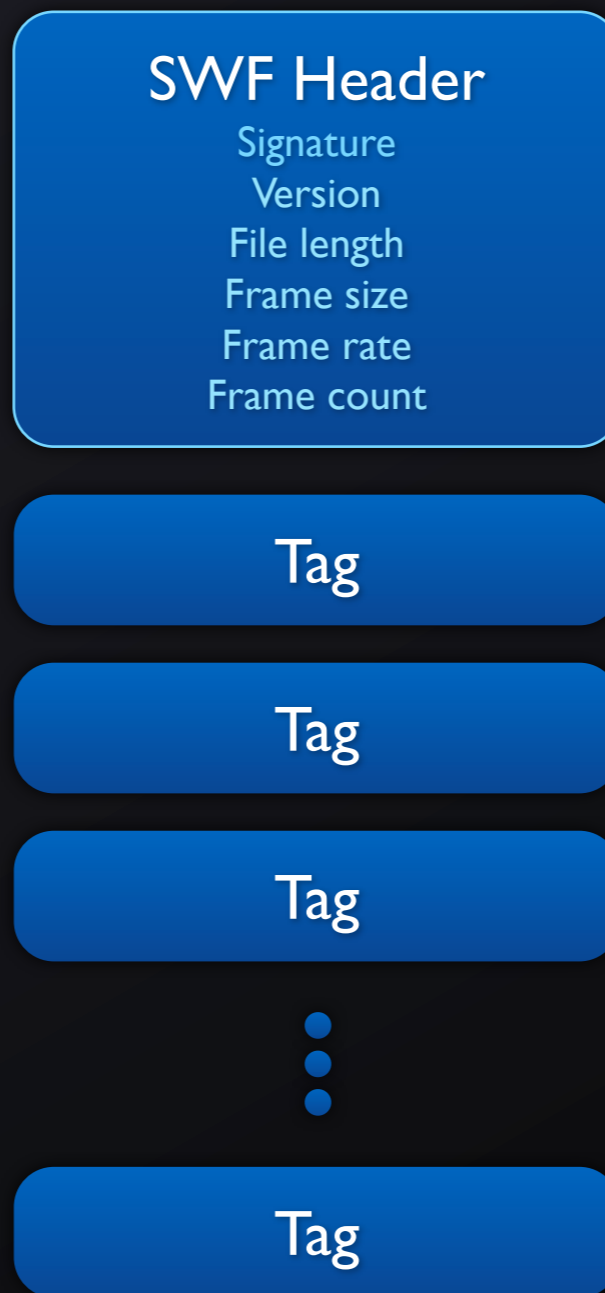 SWF Header
Signature
Version
File length
Frame size
Frame rate
Frame count
Tag
Tag
Tag
Tag